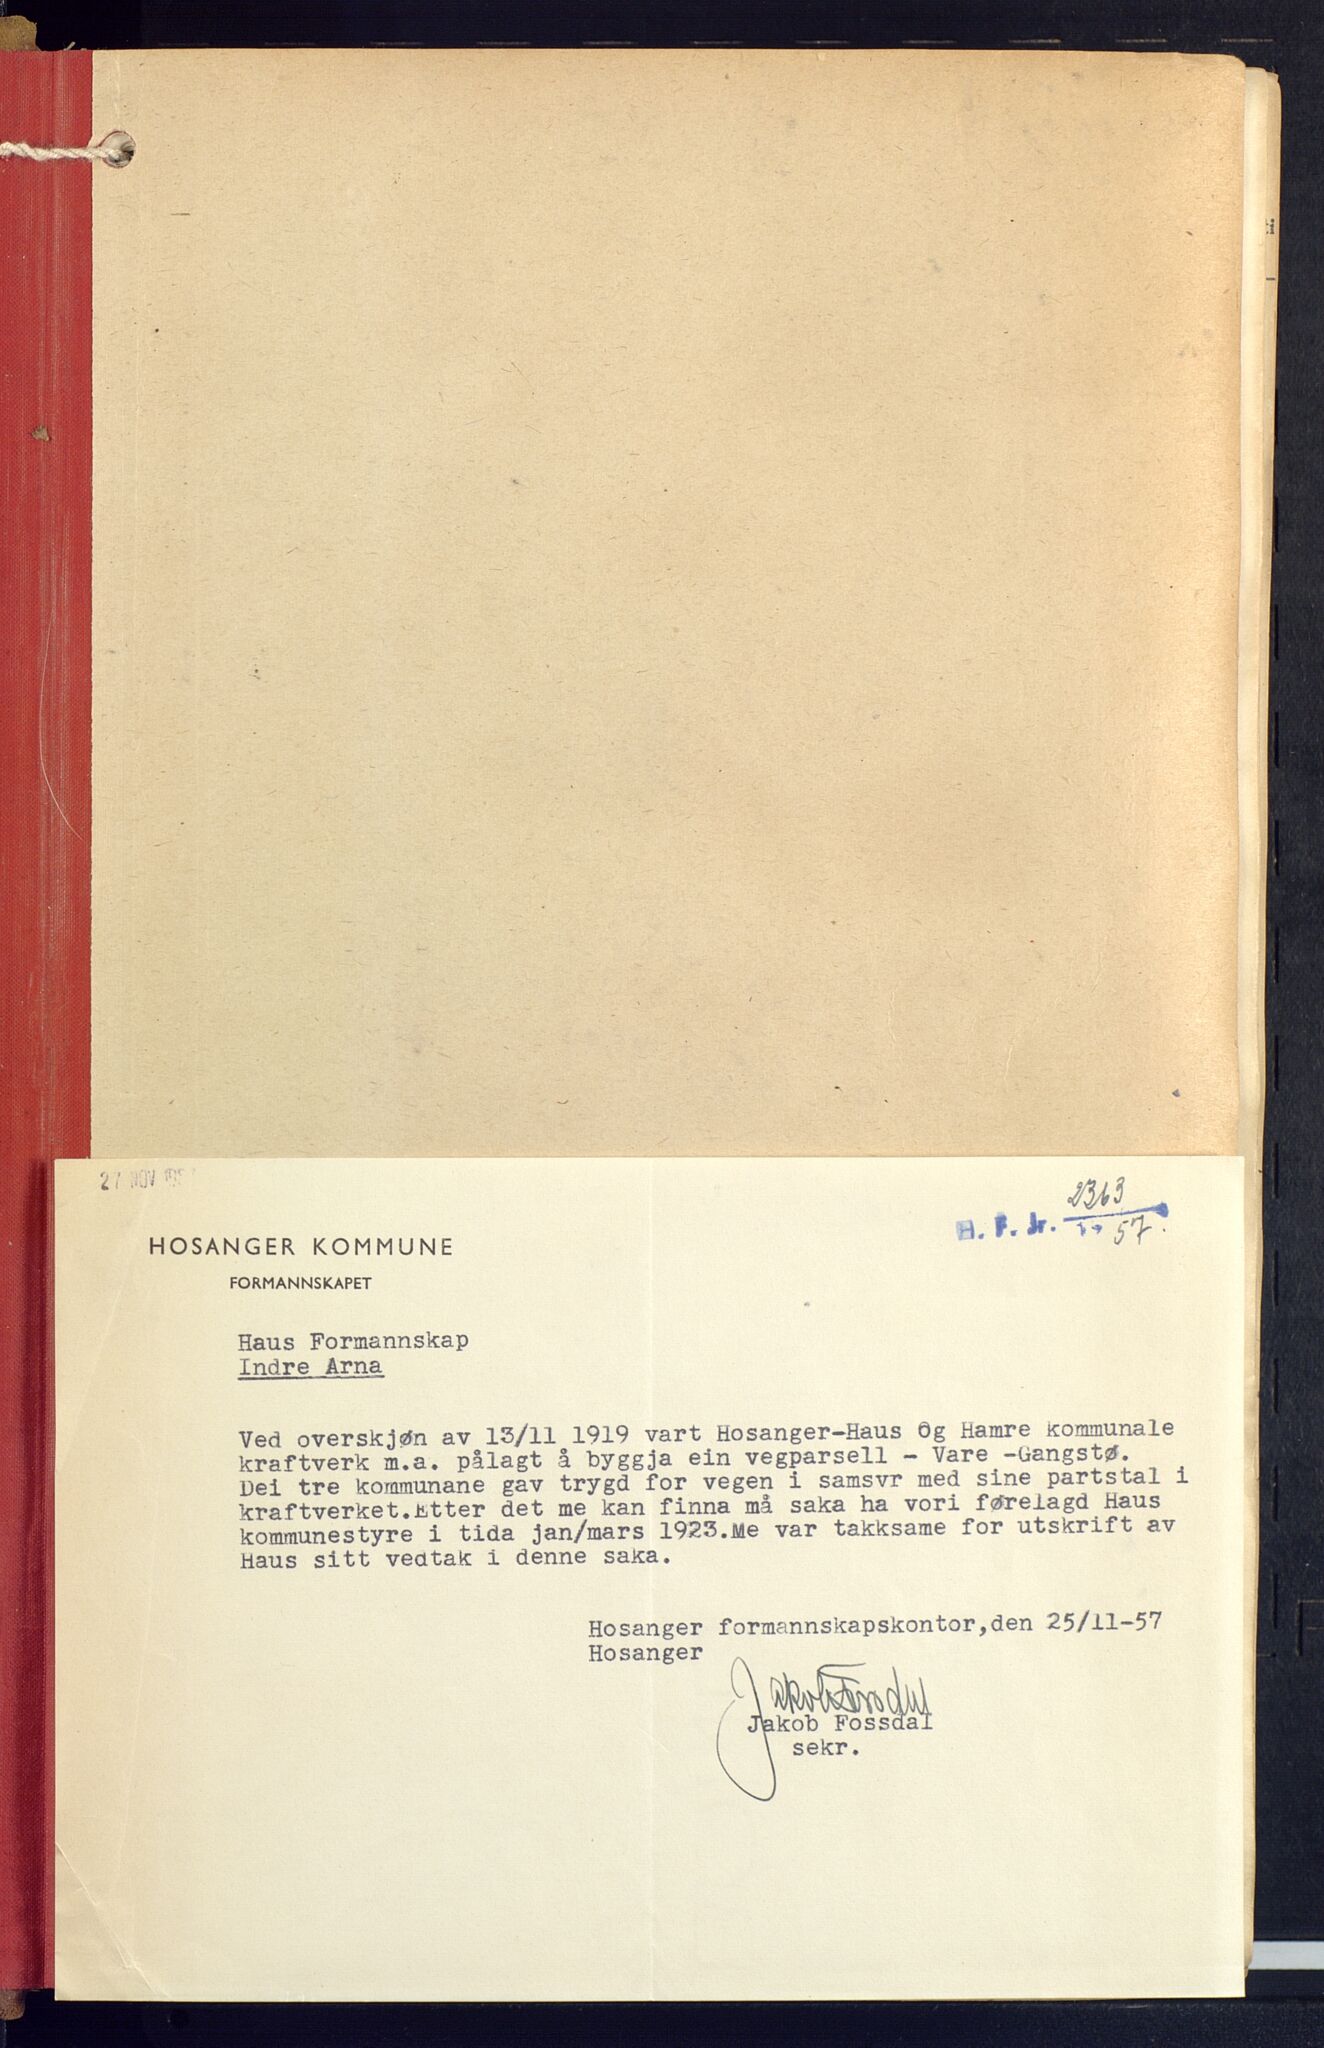 27 NOV 195
2363
H. F. Jr. 57.
HOSANGER KOMMUNE
FORMANNSKAPET
Haus Formannskap
Indre Arna
Ved overskjøn av 13/11 1919 vart Hosanger-Haus Og Hamre kommunale
kraftverk m.a. pålagt å byggja ein vegparsell - Vare -Gangstø.
Dei tre kommunane gav trygd for vegen i samsvr med sine partstal i
kraftverket.Etter det me kan finna må saka ha vori førelagd Haus
kommunestyre i tida jan/mars 1923.Me var takksame for utskrift av
Haus sitt vedtak i denne saka.
Hosanger formannskapskontor,den 25/11-57
Hosanger
Jakob Fossdal
Jakob Fossdal
sekr.